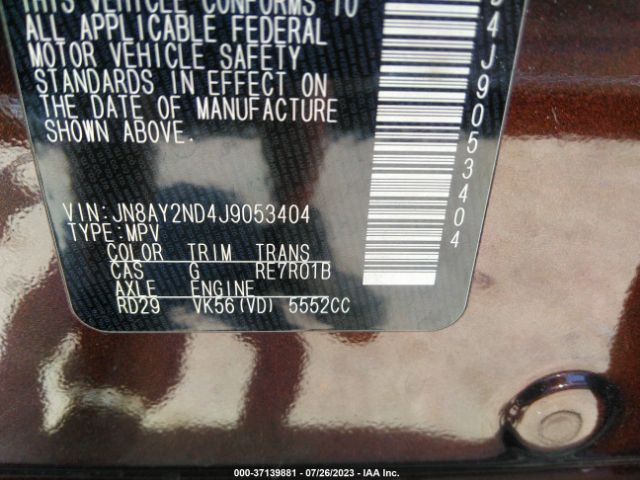 THIS VEHICLE CONFORMS TO
ALL APPLICABLE FEDERAL
MOTOR VEHICLE SAFETY
STANDARDS IN EFFECT ON
THE DATE OF MANUFACTURE
SHOWN ABOVE.
4J9053404
VIN:JN8AY2ND4J9053404
TYPE:MPV
COLOR TRIM TRANS
CAS G RE7R01B
AXLE ENGINE
RD29 VK56(VD) 5552CC
000-37139881 - 07/26/2023 - IAA Inc.